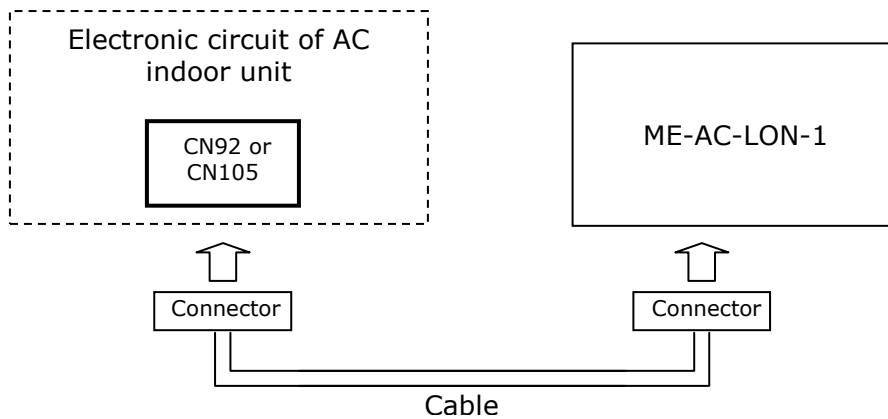 Electronic circuit of AC
indoor unit
CN92 or
CN105
ME-AC-LON-1
Connector
Connector
Cable